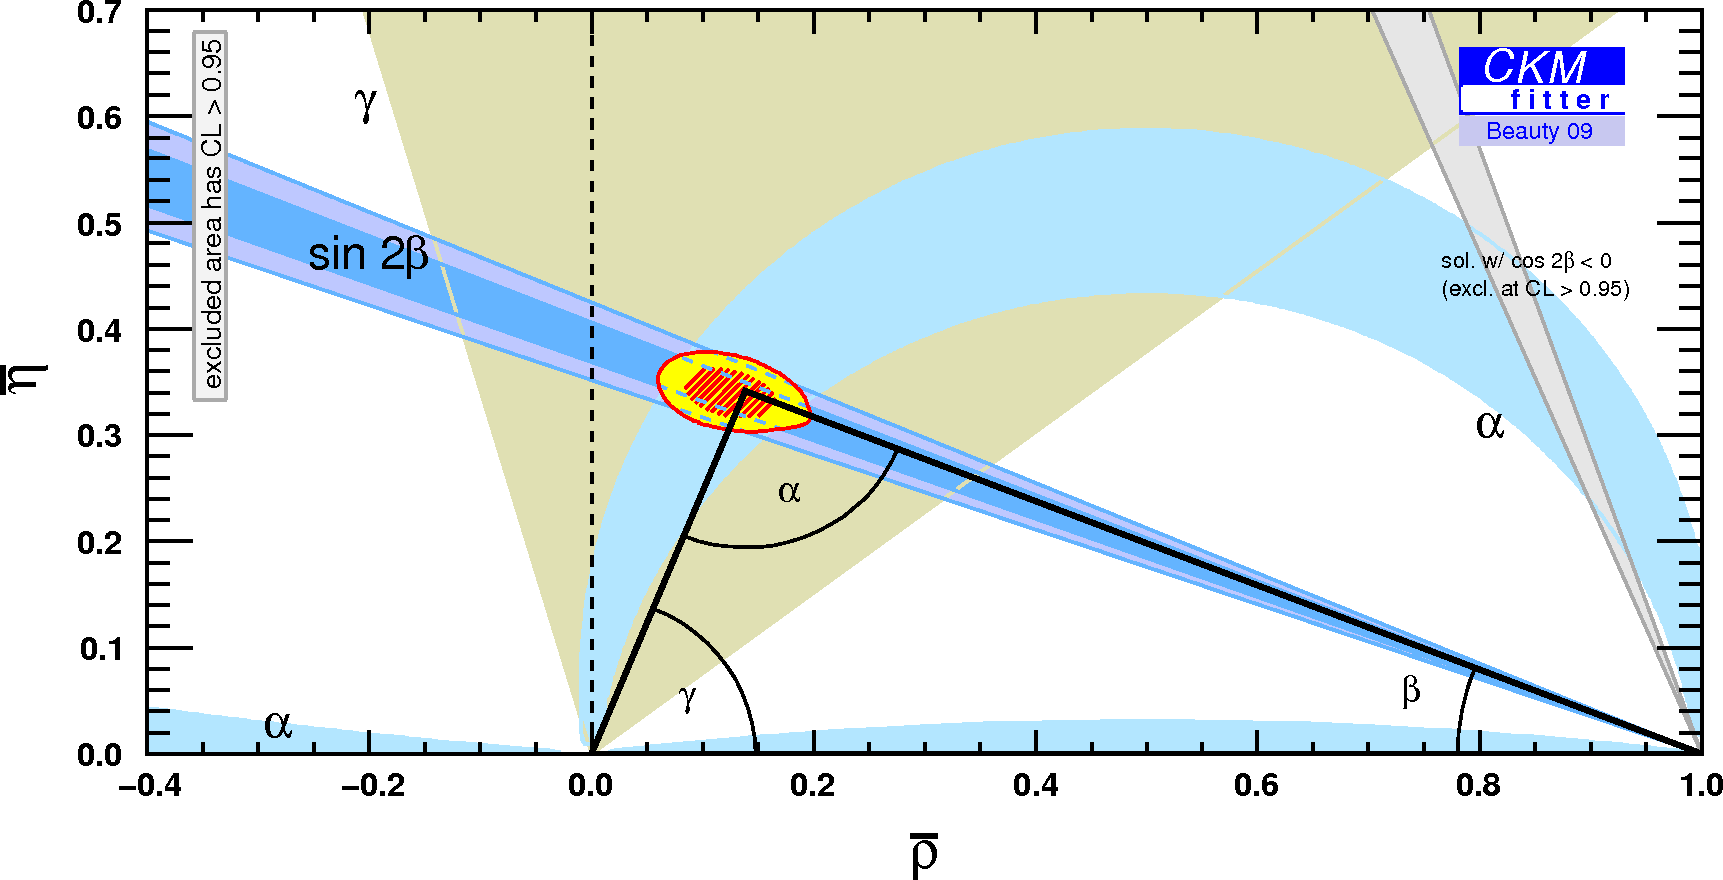 0.7
0.6
0.5
0.4
0.3
0.2
0.1
0.0
η̅
excluded area has CL > 0.95
γ
CKM
fitter
Beauty 09
sin 2β
sol. w/ cos 2β < 0
(excl. at CL > 0.95)
α
α
γ
β
α
−0.4
−0.2
0.0
0.2
0.4
0.6
0.8
1.0
ρ̅